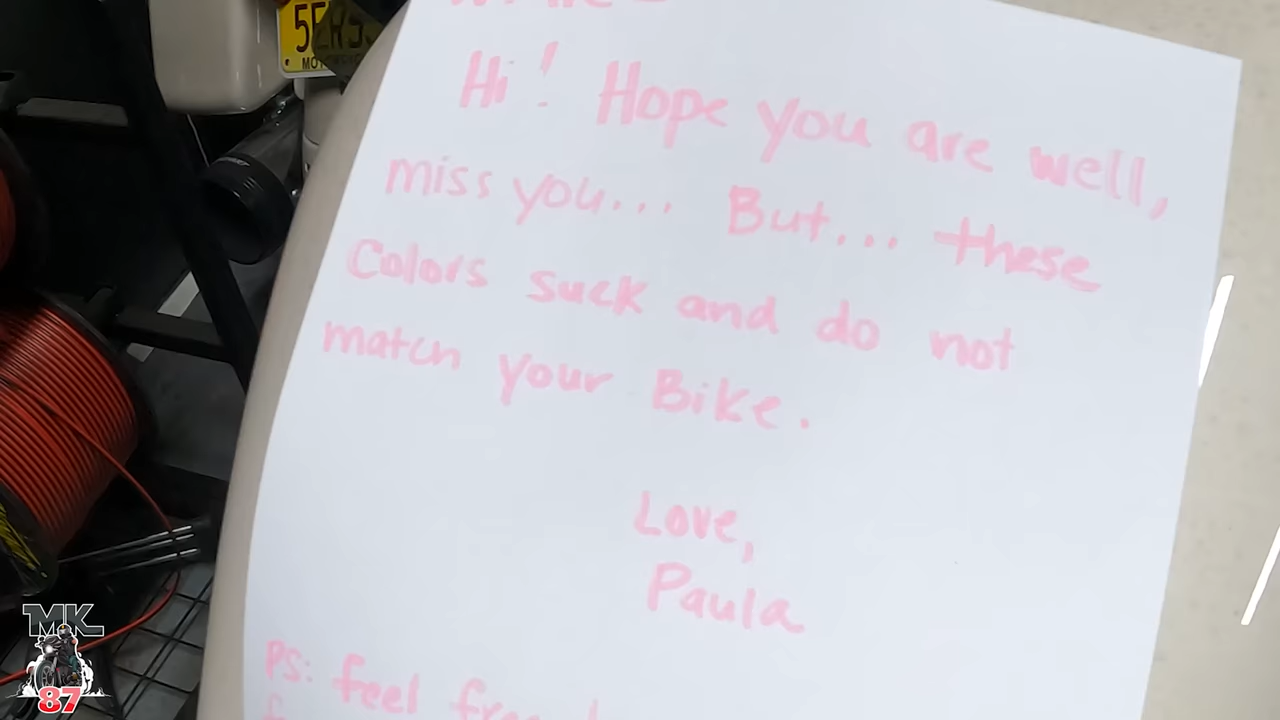 Hi! Hope you are well,
miss you... But... these
Colors suck and do not
match your Bike.
Love,
Paula
PS: feel free
MK
87